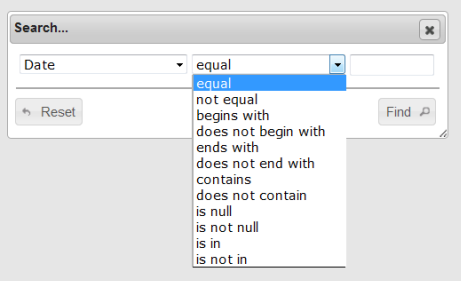 Search...
Date equal
equal
not equal
begins with
does not begin with
ends with
does not end with
contains
does not contain
is null
is not null
is in
is not in
Reset Find